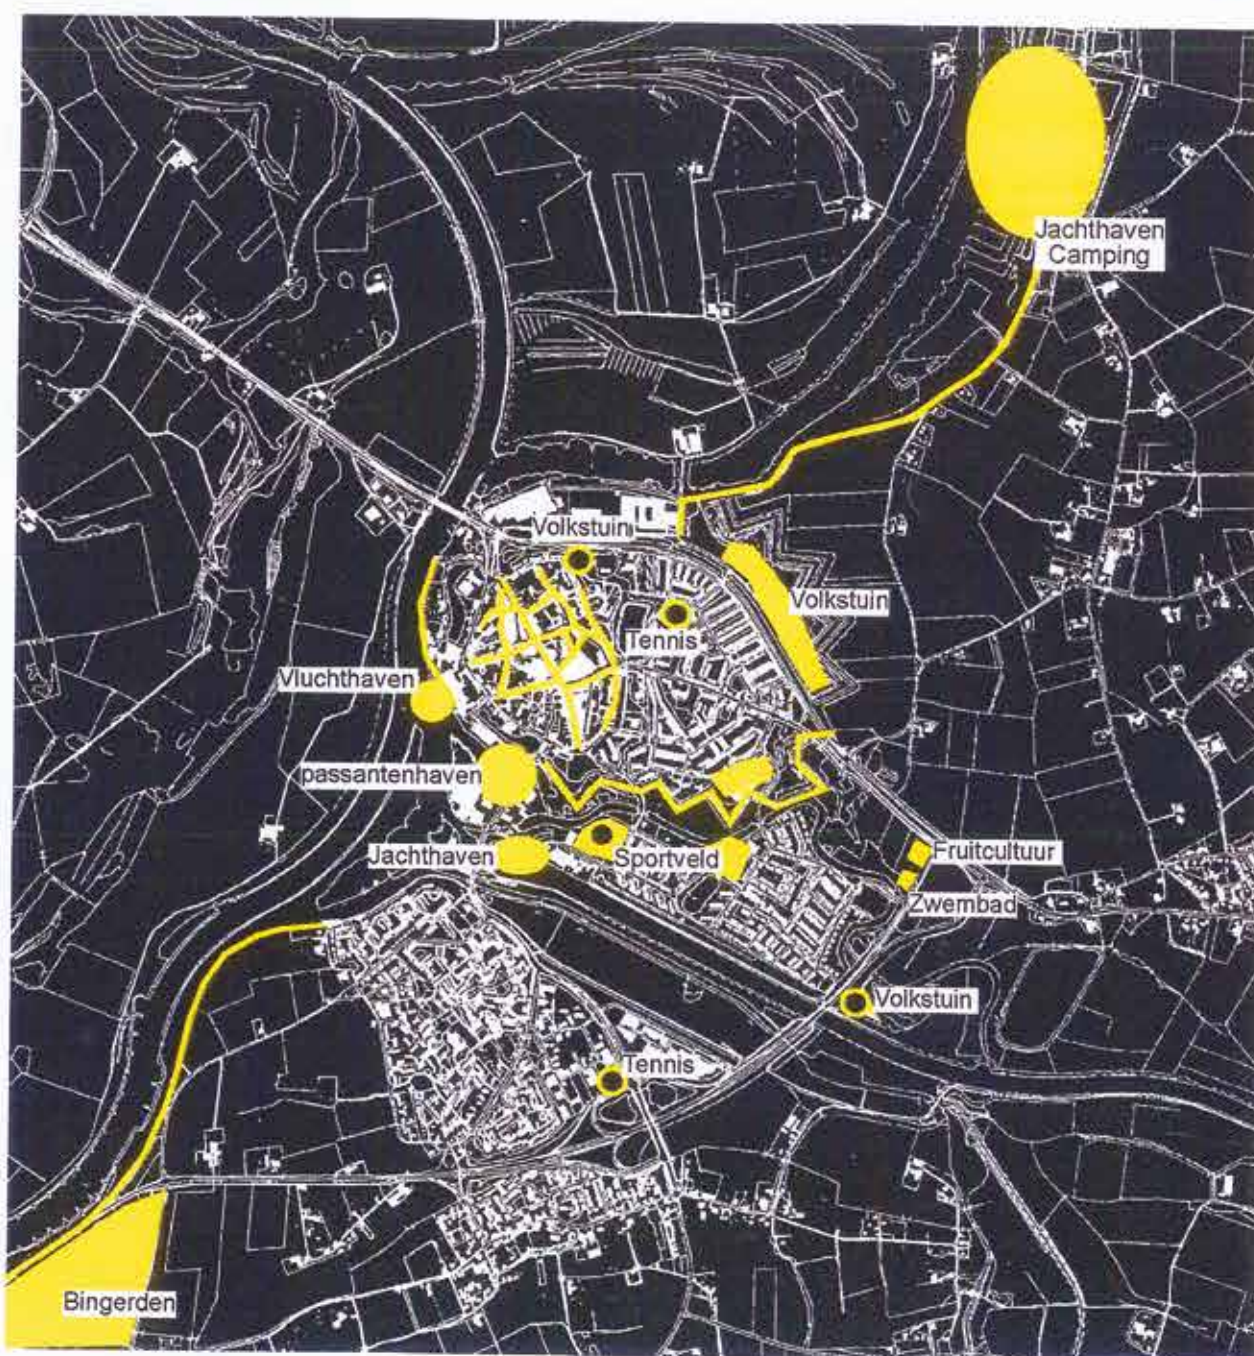 Jachthaven
Camping
Volkstuin
Volkstuin
Tennis
Vluchthaven
passantenhaven
Jachthaven
Sportveld
Fruitcultuur
Zwembad
Volkstuin
Tennis
Bingerden